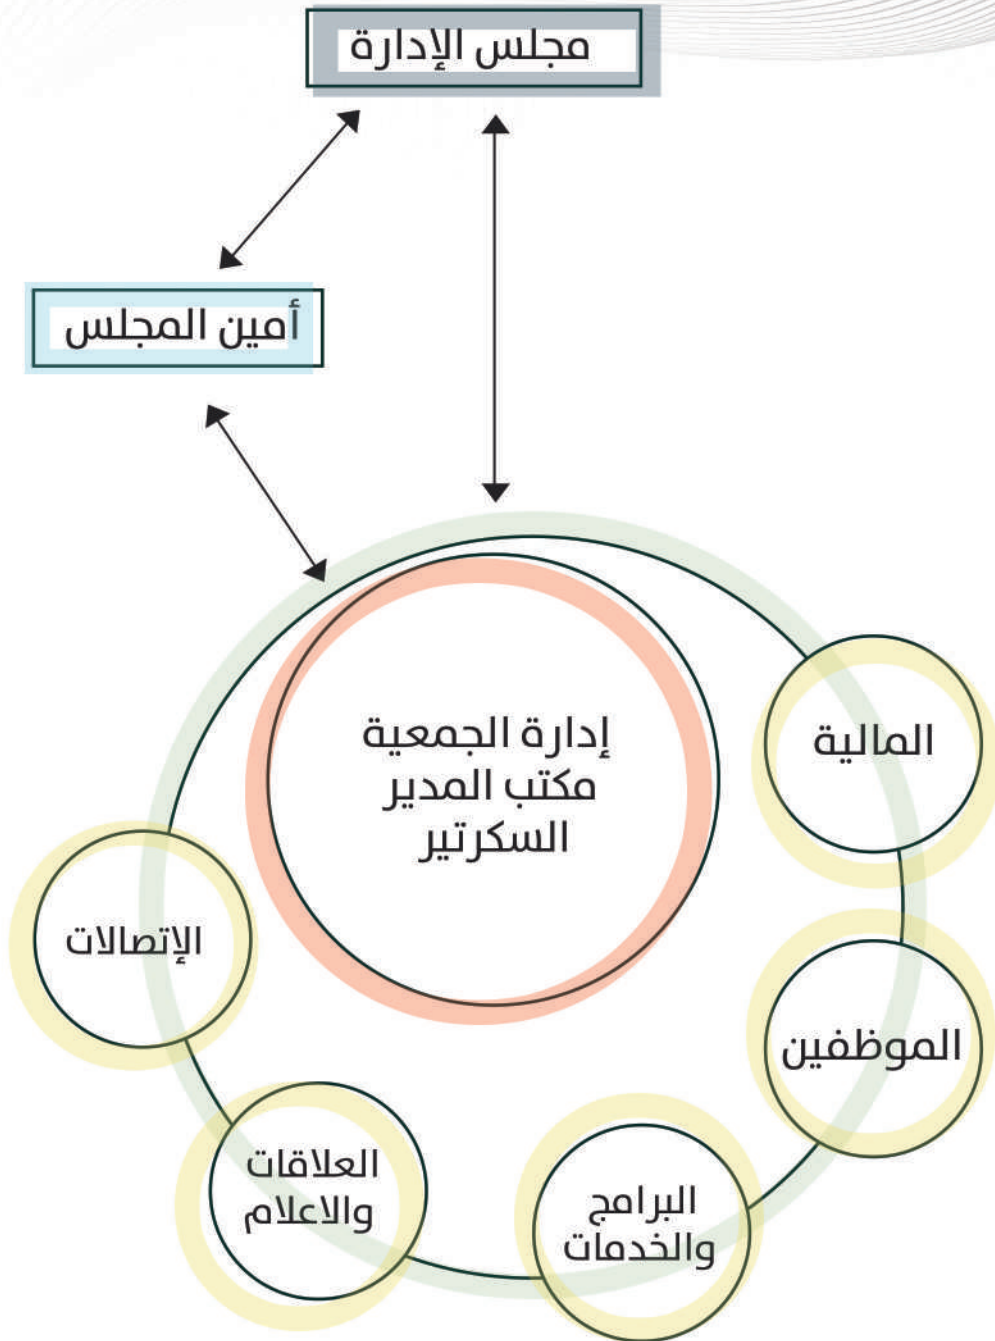 مجلس الإدارة
أمين المجلس
إدارة الجمعية
مكتب المدير
السكرتير
المالية
الموظفين
البرامج
والخدمات
العلاقات
والاعلام
الإتصالات